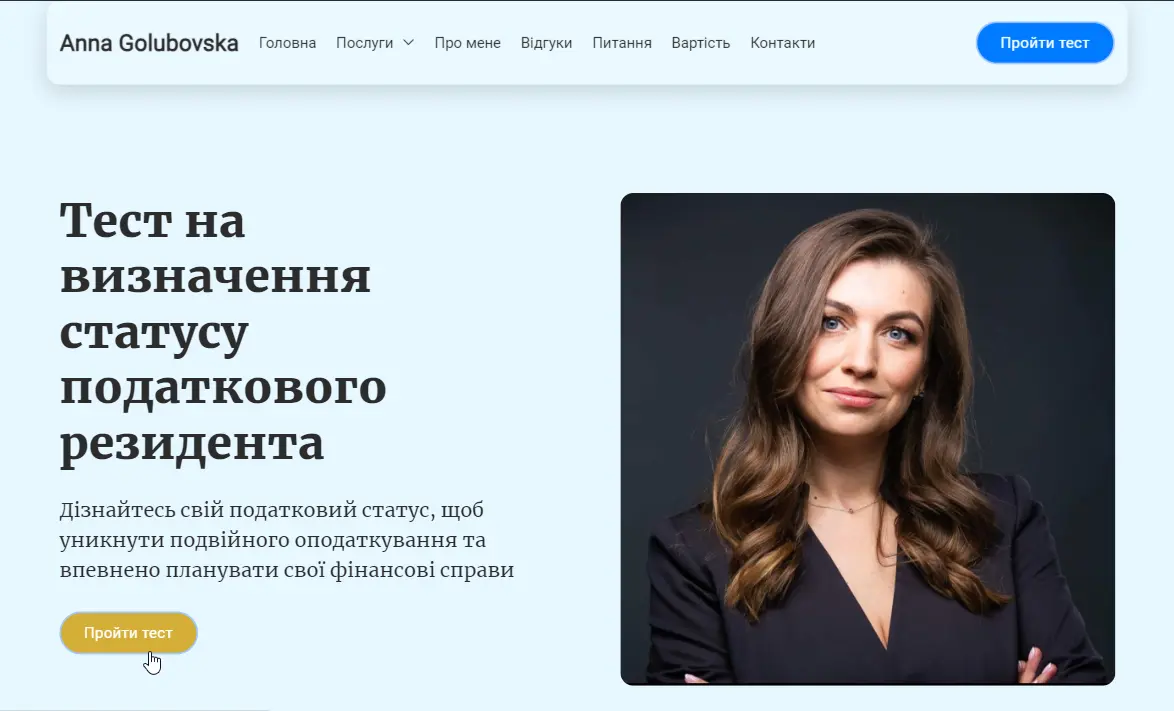 Anna Golubovska
Головна
Послуги
Про мене
Відгуки
Питання
Вартість
Контакти
Пройти тест
Тест на
визначення
статусу
податкового
резидента
Дізнайтесь свій податковий статус, щоб
уникнути подвійного оподаткування та
впевнено планувати свої фінансові справи
Пройти тест